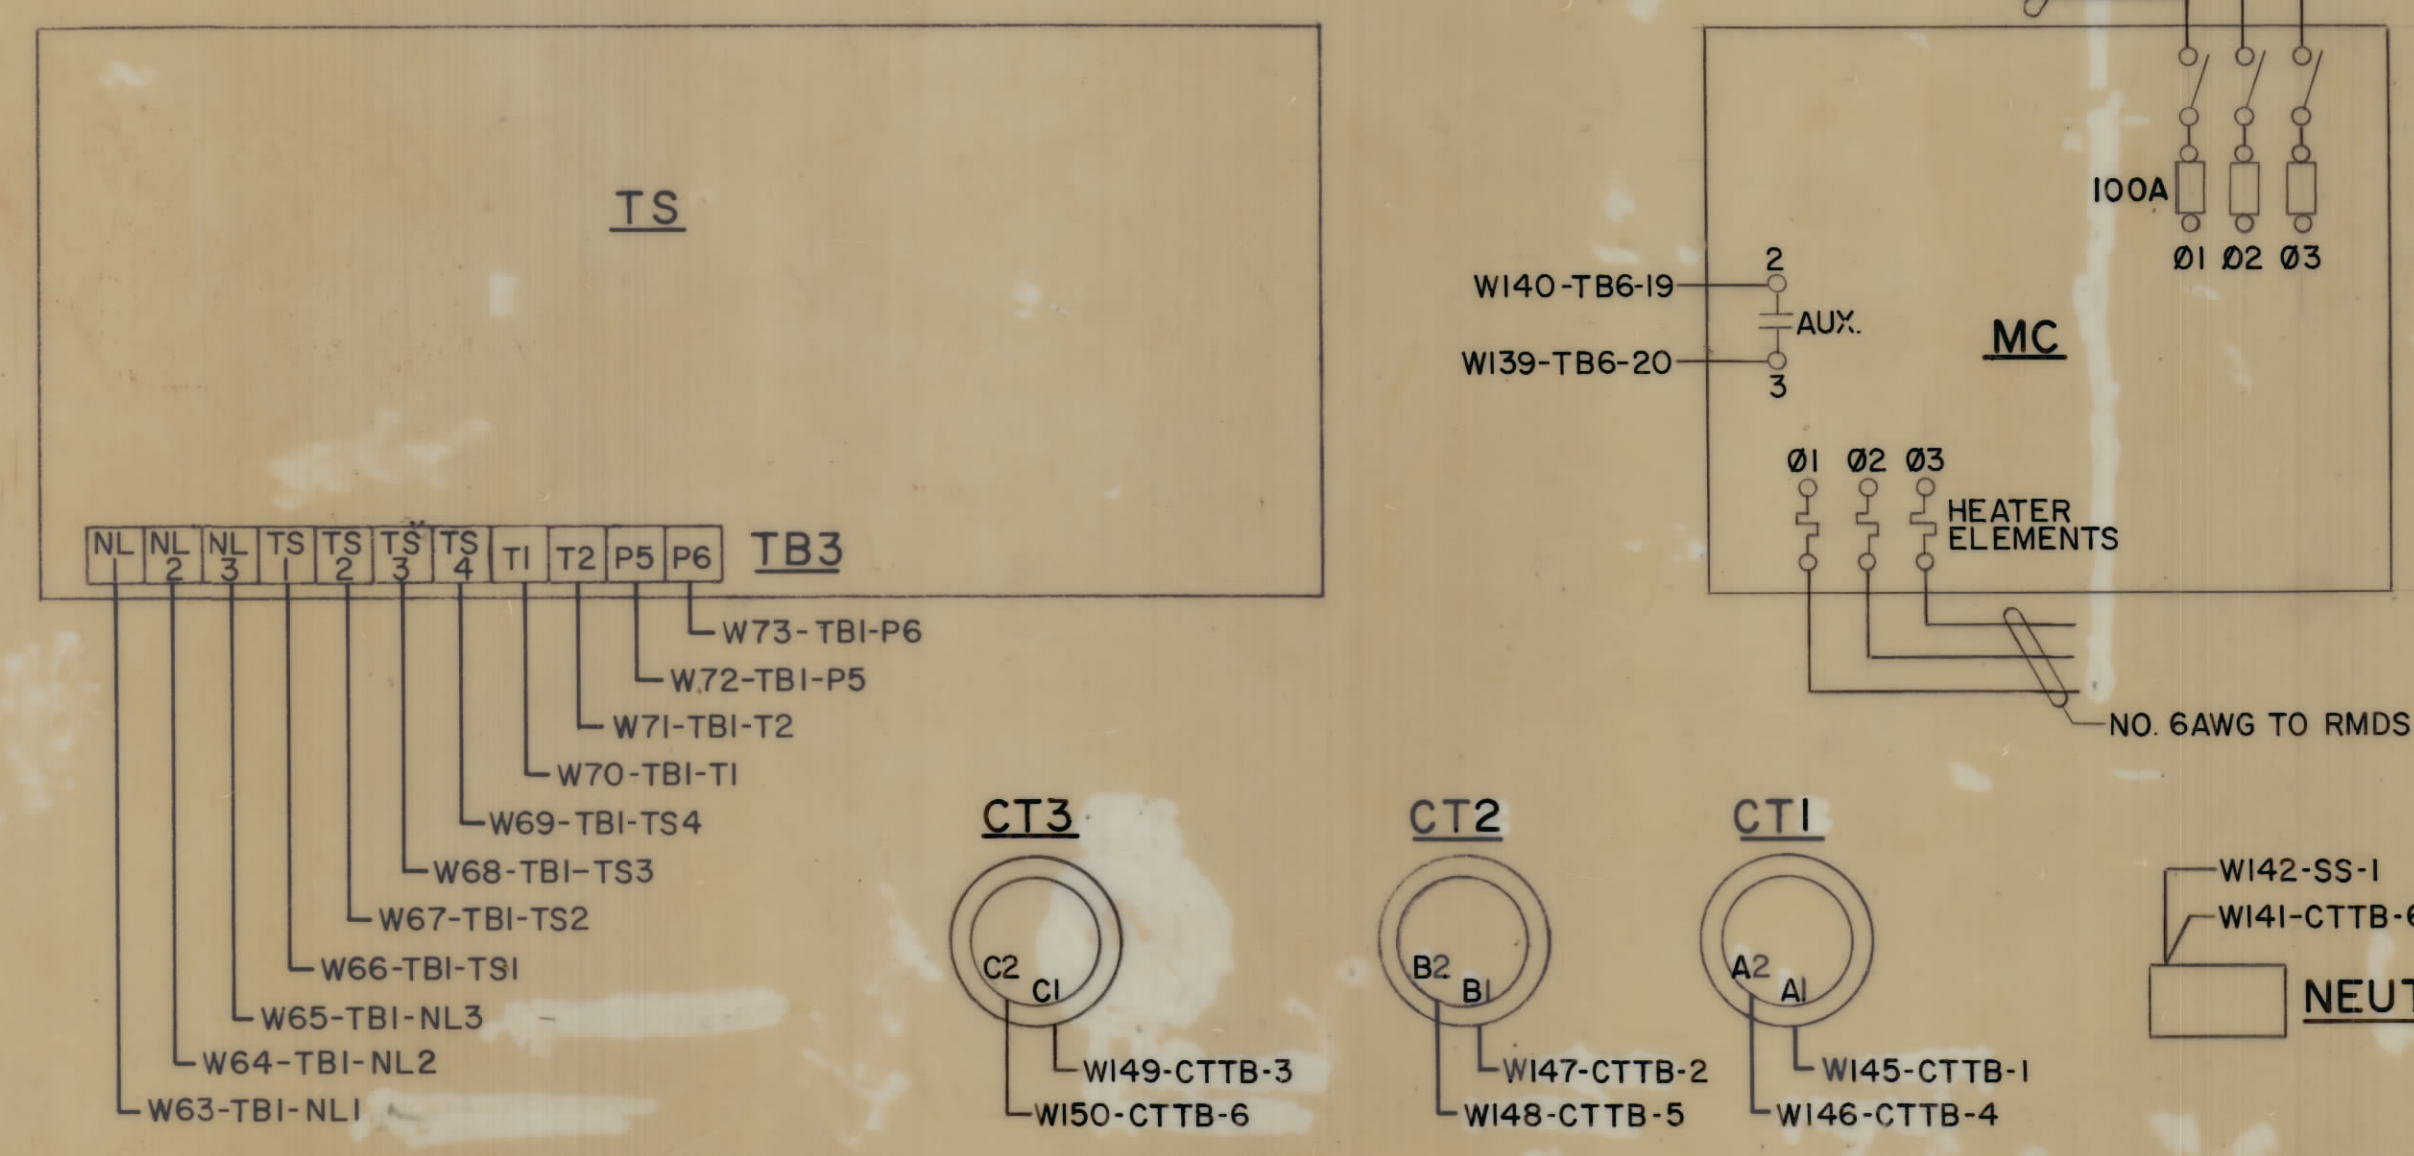 TS
100A
Ø1 Ø2 Ø3
W140-TB6-19
2
AUX.
MC
W139-TB6-20
3
Ø1 Ø2 Ø3
HEATER
ELEMENTS
NL 1
NL 2
NL 3
TS 1
TS 2
TS 3
TS 4
T1
T2
P5
P6
TB3
W73-TB1-P6
W72-TB1-P5
W71-TB1-T2
W70-TB1-T1
W69-TB1-TS4
W68-TB1-TS3
W67-TB1-TS2
W66-TB1-TS1
W65-TB1-NL3
W64-TB1-NL2
W63-TB1-NL1
NO. 6AWG TO RMDS
CT3
C2
C1
W149-CTTB-3
W150-CTTB-6
CT2
B2
B1
W147-CTTB-2
W148-CTTB-5
CT1
A2
A1
W145-CTTB-1
W146-CTTB-4
W142-SS-1
W141-CTTB-6
NEUT